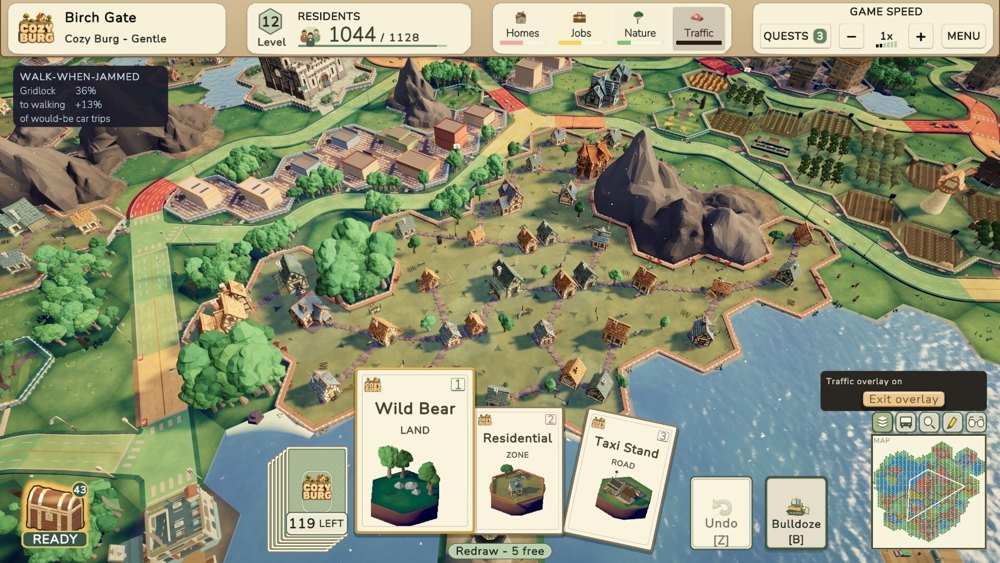 COZY BURG
Birch Gate
Cozy Burg - Gentle
12
Level
RESIDENTS
1044 / 1128
Homes
Jobs
Nature
Traffic
GAME SPEED
QUESTS 3
−
1x
+
MENU
WALK-WHEN-JAMMED
Gridlock 36%
to walking +13%
of would-be car trips
Traffic overlay on
Exit overlay
MAP
43
READY
COZY BURG
119 LEFT
1
Wild Bear
LAND
2
Residential
ZONE
3
Taxi Stand
ROAD
Redraw - 5 free
Undo
[Z]
Bulldoze
[B]